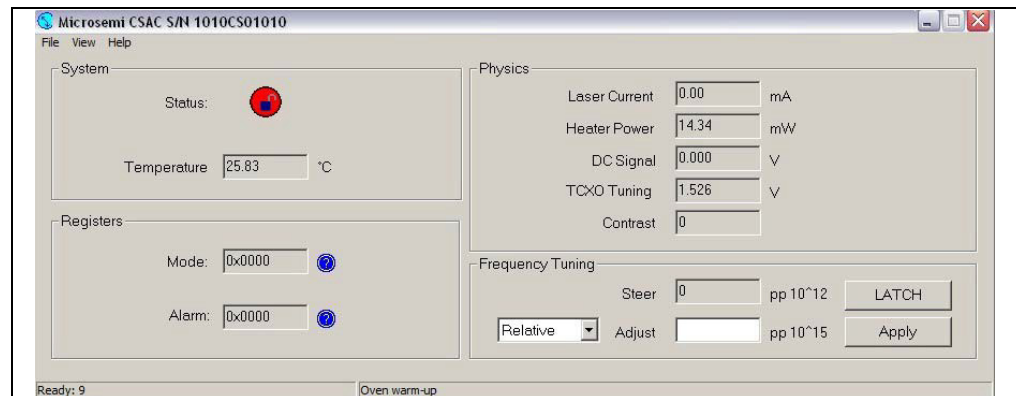 Microsemi CSAC S/N 1010CS01010
File View Help
System
Status:
Temperature 25.83 °C
Registers
Mode: 0x0000 ?
Alarm: 0x0000 ?
Physics
Laser Current 0.00 mA
Heater Power 14.34 mW
DC Signal 0.000 V
TCXO Tuning 1.526 V
Contrast 0
Frequency Tuning
Steer 0 pp 10^12 LATCH
Relative Adjust pp 10^15 Apply
Ready: 9 Oven warm-up